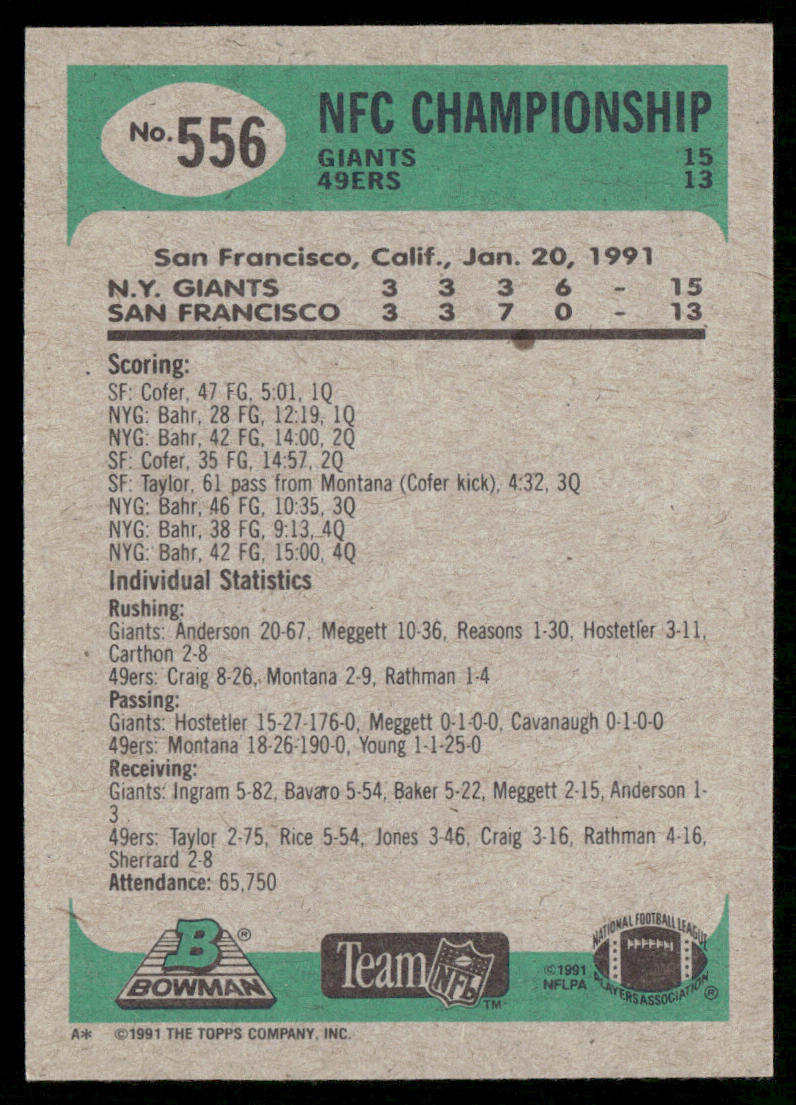 No. 556
NFC CHAMPIONSHIP
GIANTS 15
49ERS 13
San Francisco, Calif., Jan. 20, 1991
N.Y. GIANTS 3 3 3 6 - 15
SAN FRANCISCO 3 3 7 0 - 13
Scoring:
SF: Cofer, 47 FG, 5:01, 1Q
NYG: Bahr, 28 FG, 12:19, 1Q
NYG: Bahr, 42 FG, 14:00, 2Q
SF: Cofer, 35 FG, 14:57, 2Q
SF: Taylor, 61 pass from Montana (Cofer kick), 4:32, 3Q
NYG: Bahr, 46 FG, 10:35, 3Q
NYG: Bahr, 38 FG, 9:13, 4Q
NYG: Bahr, 42 FG, 15:00, 4Q
Individual Statistics
Rushing:
Giants: Anderson 20-67, Meggett 10-36, Reasons 1-30, Hostetler 3-11,
Carthon 2-8
49ers: Craig 8-26, Montana 2-9, Rathman 1-4
Passing:
Giants: Hostetler 15-27-176-0, Meggett 0-1-0-0, Cavanaugh 0-1-0-0
49ers: Montana 18-26-190-0, Young 1-1-25-0
Receiving:
Giants: Ingram 5-82, Bavaro 5-54, Baker 5-22, Meggett 2-15, Anderson 1-
3
49ers: Taylor 2-75, Rice 5-54, Jones 3-46, Craig 3-16, Rathman 4-16,
Sherrard 2-8
Attendance: 65,750
B®
BOWMAN
Team NFL™
©1991
NFLPA
NATIONAL FOOTBALL LEAGUE
PLAYERS ASSOCIATION®
A* ©1991 THE TOPPS COMPANY, INC.